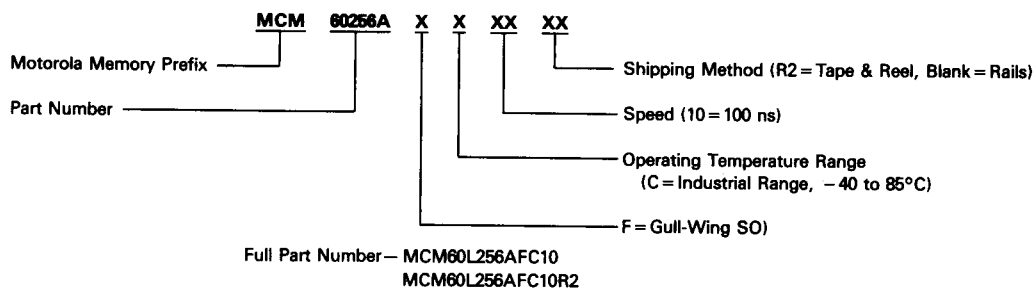 MCM 60256A X X XX XX
Motorola Memory Prefix
Shipping Method (R2=Tape & Reel, Blank=Rails)
Part Number
Speed (10=100 ns)
Operating Temperature Range
(C=Industrial Range, −40 to 85°C)
F=Gull-Wing SO)
Full Part Number— MCM60L256AFC10
MCM60L256AFC10R2